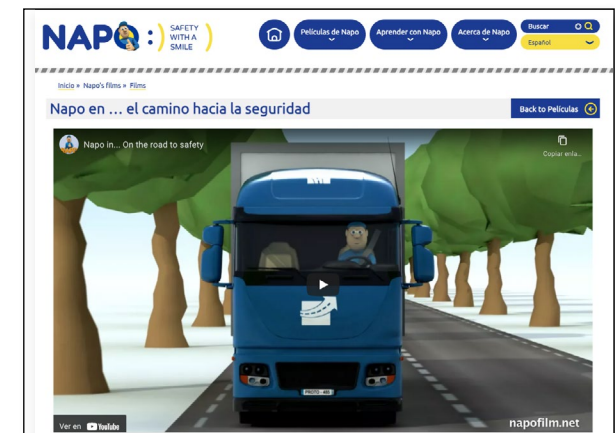 NAPO :) SAFETY
WITH A
SMILE )
Películas de Napo
Aprender con Napo
Acerca de Napo
Buscar
Español
Inicio » Napo's films » Films
Napo en ... el camino hacia la seguridad
Back to Películas
Napo in... On the road to safety
Copiar enla...
PROTO - 465
Ver en YouTube
napofilm.net